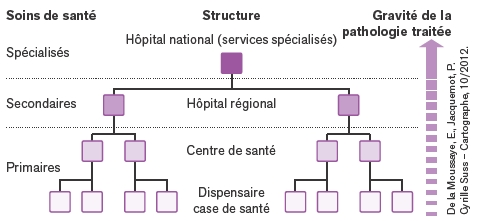 Soins de santé
Structure
Gravité de la
pathologie traitée
Spécialisés
Hôpital national (services spécialisés)
Secondaires
Hôpital régional
Primaires
Centre de santé
Dispensaire
case de santé
De la Moussaye, E., Jacquemot, P.
Cyrille Suss – Cartographe, 10/2012.